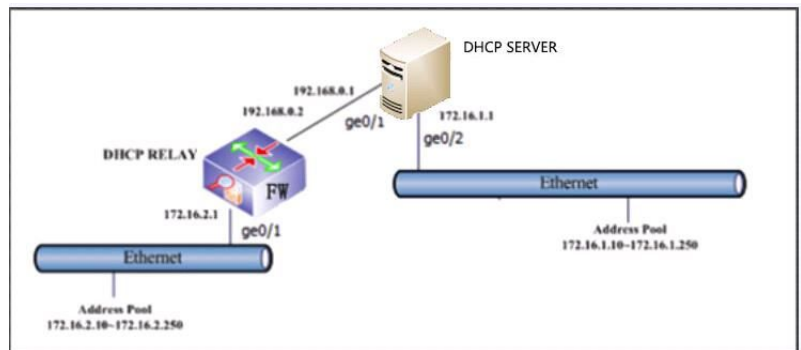 DHCP SERVER
192.168.0.1
192.168.0.2
ge0/1
172.16.1.1
ge0/2
DHCP RELAY
FW
Ethernet
172.16.2.1
ge0/1
Address Pool
172.16.1.10~172.16.1.250
Ethernet
Address Pool
172.16.2.10~172.16.2.250